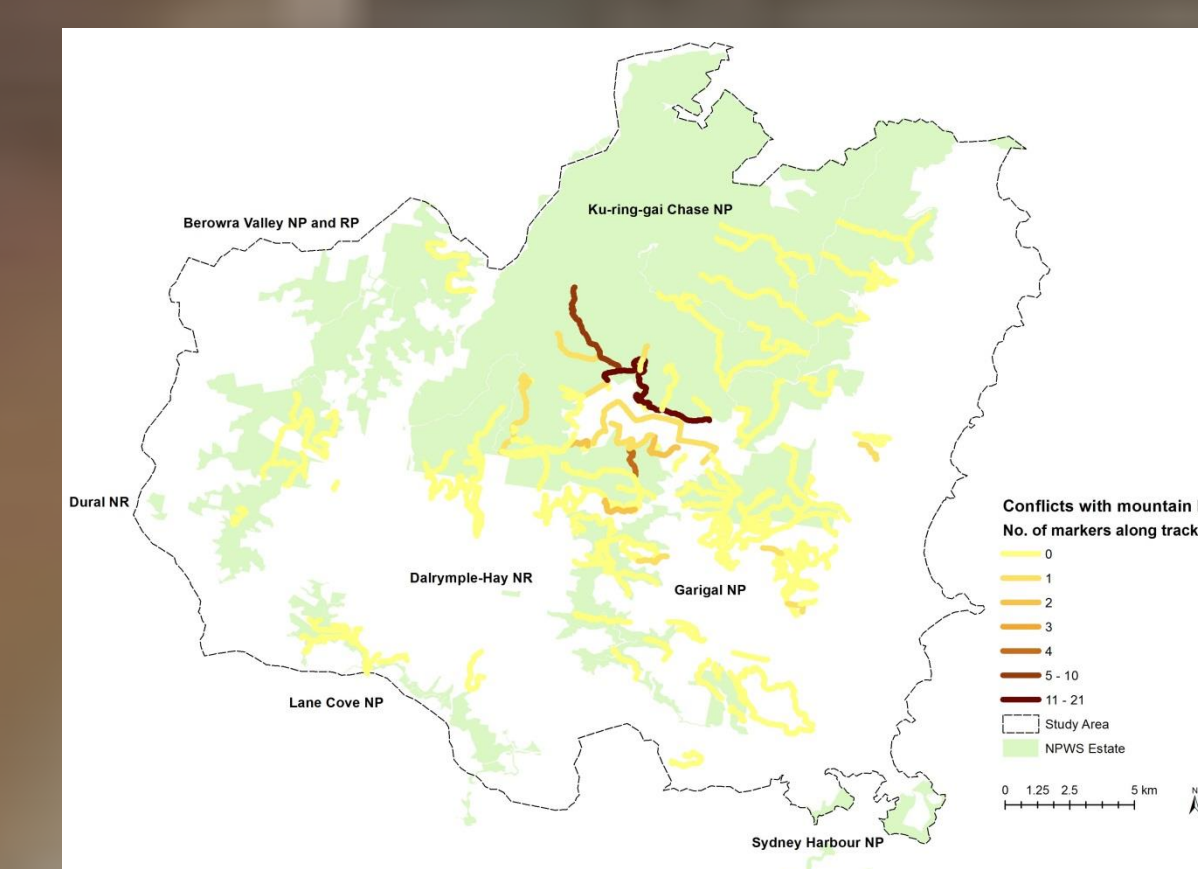 Ku-ring-gai Chase NP
Berowra Valley NP and RP
Dural NR
Conflicts with mountain
No. of markers along track
0
1
2
3
4
5 - 10
11 - 21
Study Area
NPWS Estate
Dalrymple-Hay NR
Garigal NP
Lane Cove NP
0 1.25 2.5 5 km
N
Sydney Harbour NP